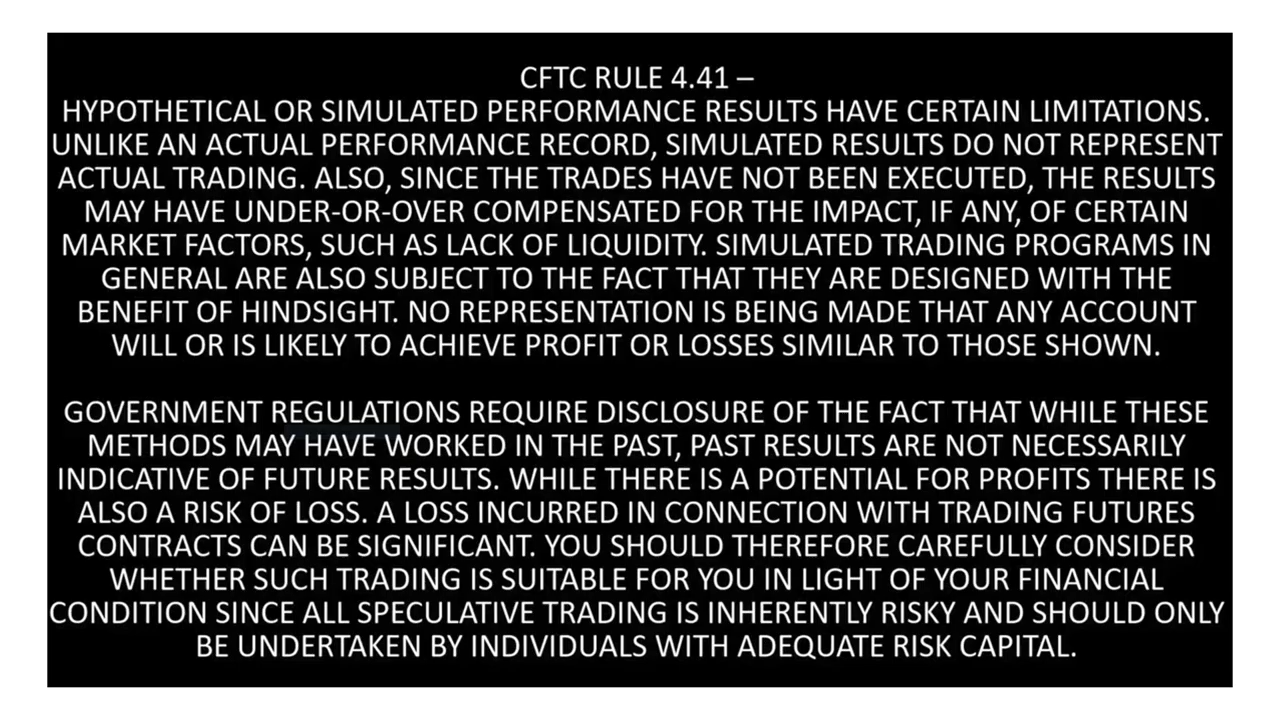 CFTC RULE 4.41 –
HYPOTHETICAL OR SIMULATED PERFORMANCE RESULTS HAVE CERTAIN LIMITATIONS.
UNLIKE AN ACTUAL PERFORMANCE RECORD, SIMULATED RESULTS DO NOT REPRESENT
ACTUAL TRADING. ALSO, SINCE THE TRADES HAVE NOT BEEN EXECUTED, THE RESULTS
MAY HAVE UNDER-OR-OVER COMPENSATED FOR THE IMPACT, IF ANY, OF CERTAIN
MARKET FACTORS, SUCH AS LACK OF LIQUIDITY. SIMULATED TRADING PROGRAMS IN
GENERAL ARE ALSO SUBJECT TO THE FACT THAT THEY ARE DESIGNED WITH THE
BENEFIT OF HINDSIGHT. NO REPRESENTATION IS BEING MADE THAT ANY ACCOUNT
WILL OR IS LIKELY TO ACHIEVE PROFIT OR LOSSES SIMILAR TO THOSE SHOWN.
GOVERNMENT REGULATIONS REQUIRE DISCLOSURE OF THE FACT THAT WHILE THESE
METHODS MAY HAVE WORKED IN THE PAST, PAST RESULTS ARE NOT NECESSARILY
INDICATIVE OF FUTURE RESULTS. WHILE THERE IS A POTENTIAL FOR PROFITS THERE IS
ALSO A RISK OF LOSS. A LOSS INCURRED IN CONNECTION WITH TRADING FUTURES
CONTRACTS CAN BE SIGNIFICANT. YOU SHOULD THEREFORE CAREFULLY CONSIDER
WHETHER SUCH TRADING IS SUITABLE FOR YOU IN LIGHT OF YOUR FINANCIAL
CONDITION SINCE ALL SPECULATIVE TRADING IS INHERENTLY RISKY AND SHOULD ONLY
BE UNDERTAKEN BY INDIVIDUALS WITH ADEQUATE RISK CAPITAL.